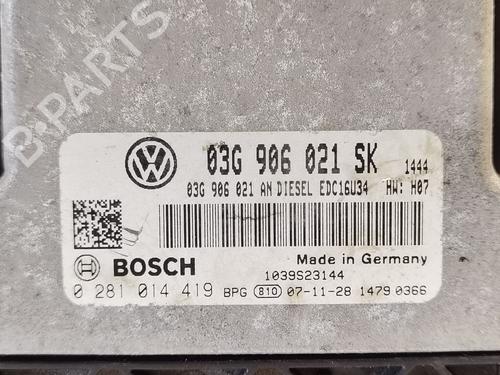 B-PARTS
03G 906 021 SK 1444
03G 906 021 AN DIESEL EDC16U34 HW: H07
BOSCH
Made in Germany
1039S23144
0 281 014 419 BPG 810 07-11-28 1479 0366